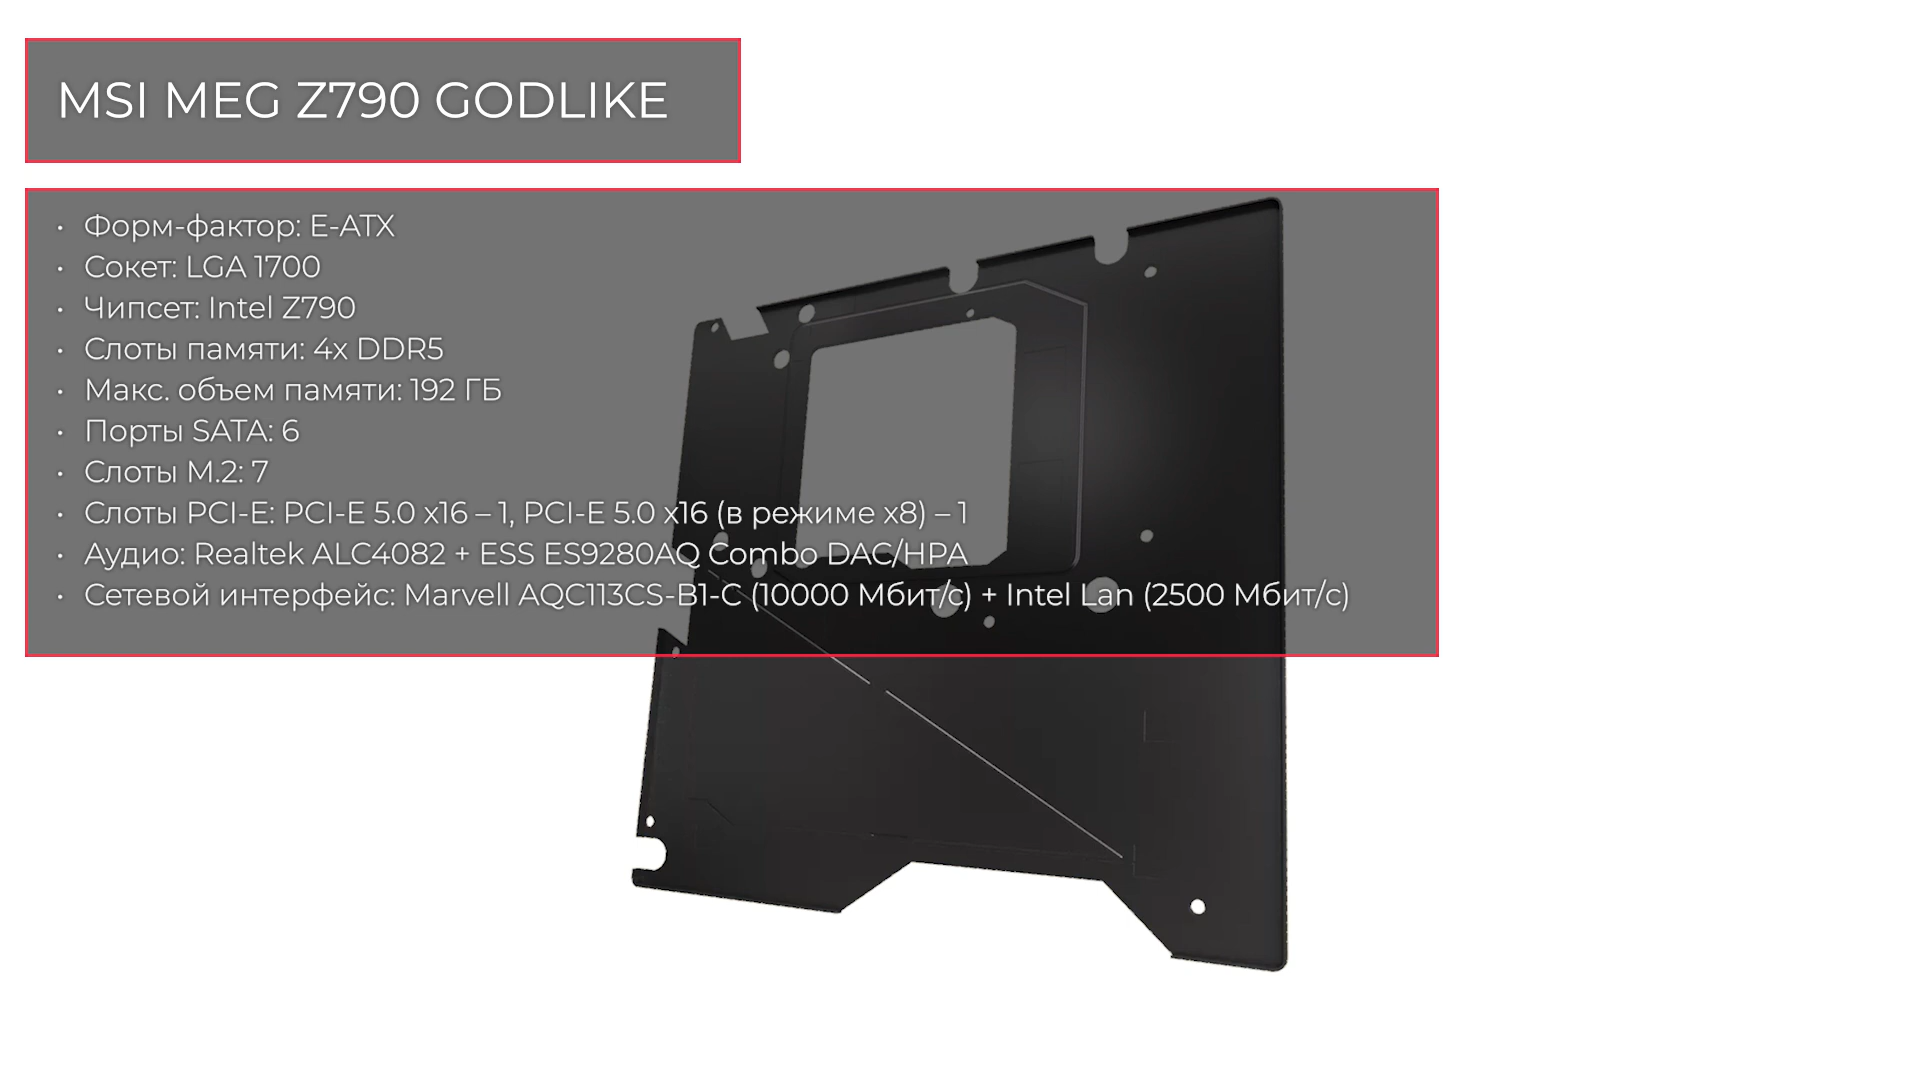 MSI MEG Z790 GODLIKE
• Форм-фактор: E-ATX
• Сокет: LGA 1700
• Чипсет: Intel Z790
• Слоты памяти: 4x DDR5
• Макс. объем памяти: 192 ГБ
• Порты SATA: 6
• Слоты M.2: 7
• Слоты PCI-E: PCI-E 5.0 x16 – 1, PCI-E 5.0 x16 (в режиме x8) – 1
• Аудио: Realtek ALC4082 + ESS ES9280AQ Combo DAC/HPA
• Сетевой интерфейс: Marvell AQC113CS-B1-C (10000 Мбит/с) + Intel Lan (2500 Мбит/с)